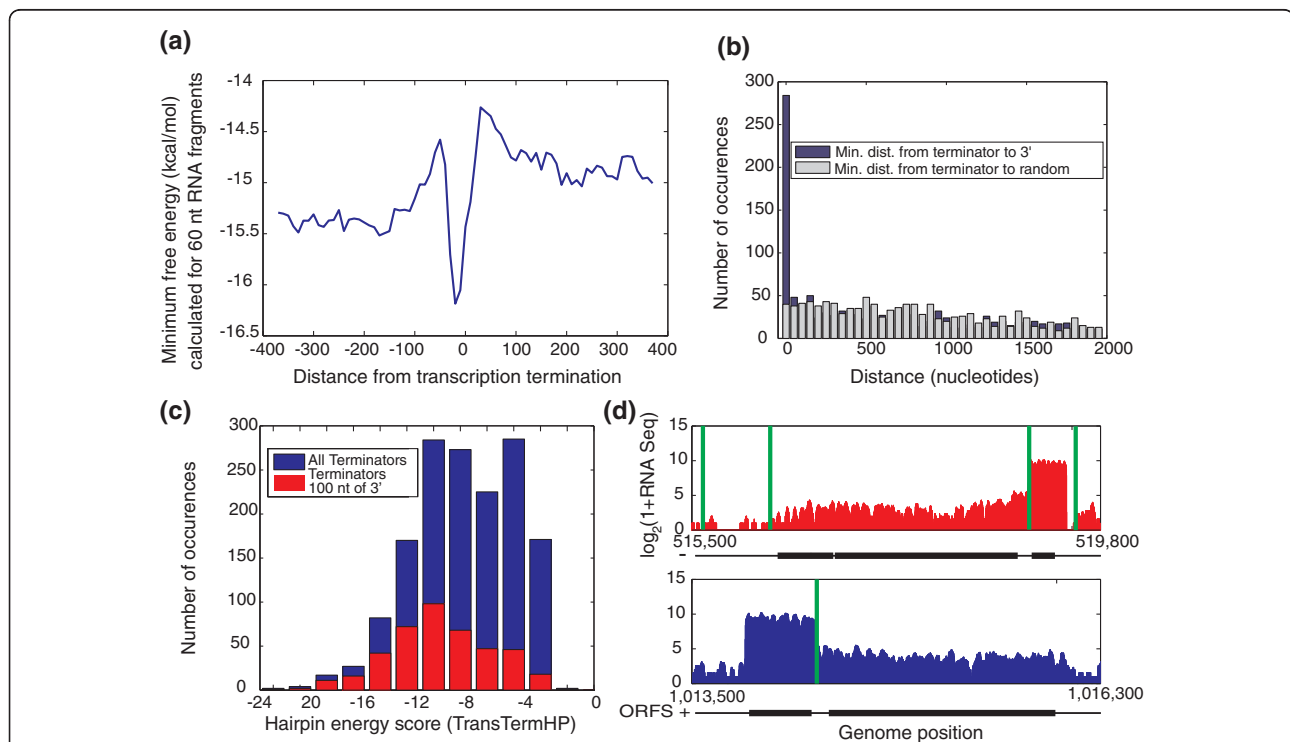 (a)
Minimum free energy (kcal/mol)
calculated for 60 nt RNA fragments
-14
-14.5
-15
-15.5
-16
-16.5
-400 -300 -200 -100 0 100 200 300 400
Distance from transcription termination
(b)
Number of occurences
300
250
200
150
100
50
0
Min. dist. from terminator to 3'
Min. dist. from terminator to random
0 500 1000 1500 2000
Distance (nucleotides)
(c)
Number of occurences
300
250
200
150
100
50
0
All Terminators
Terminators
100 nt of 3'
-24 20 -16 -12 -8 -4 0
Hairpin energy score (TransTermHP)
(d)
log2(1+RNA Seq)
15
10
5
0
515,500 519,800
-
15
10
5
0
1,013,500 1,016,300
ORFS +
Genome position